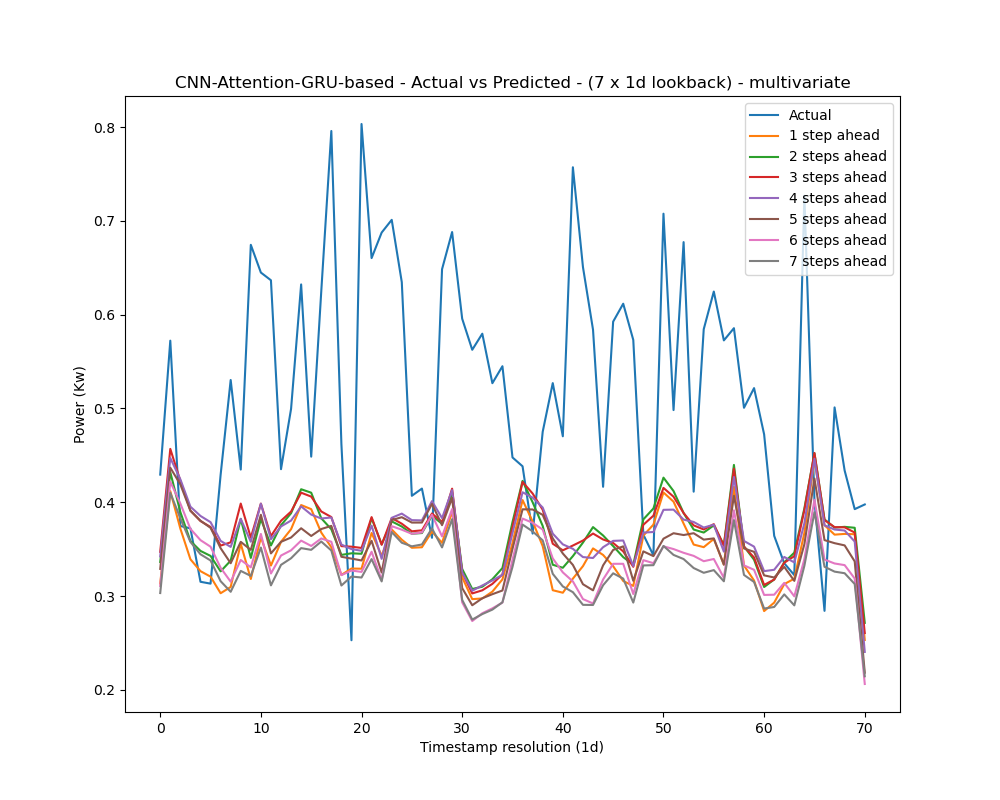 CNN-Attention-GRU-based - Actual vs Predicted - (7 x 1d lookback) - multivariate
Actual
1 step ahead
2 steps ahead
3 steps ahead
4 steps ahead
5 steps ahead
6 steps ahead
7 steps ahead
0.8
0.7
0.6
0.5
0.4
0.3
0.2
Power (Kw)
0 10 20 30 40 50 60 70
Timestamp resolution (1d)